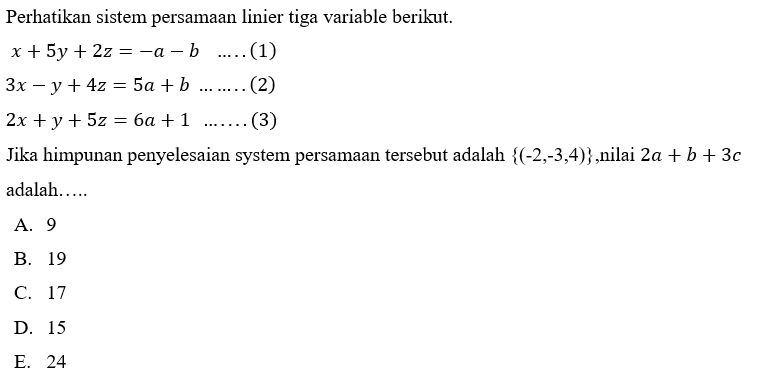 Perhatikan sistem persamaan linier tiga variable berikut.
x + 5y + 2z = −a − b …..(1)
3x − y + 4z = 5a + b ……..(2)
2x + y + 5z = 6a + 1 …….(3)
Jika himpunan penyelesaian system persamaan tersebut adalah {(-2,-3,4)},nilai 2a + b + 3c
adalah…..
A. 9
B. 19
C. 17
D. 15
E. 24